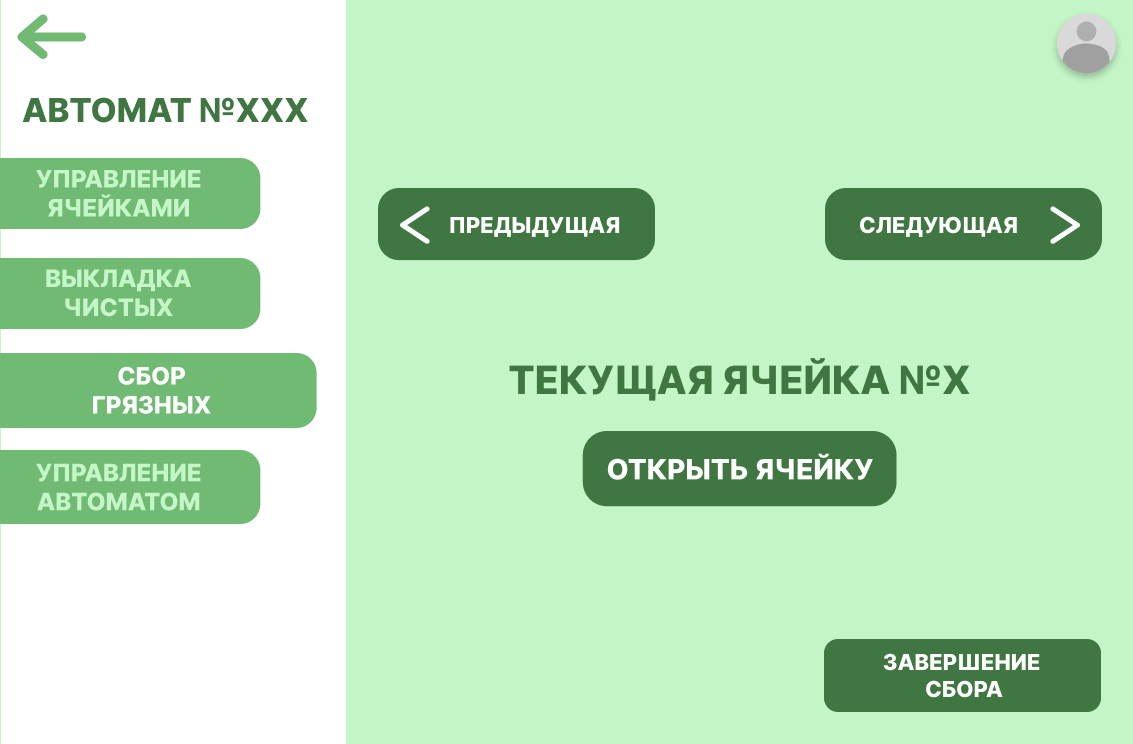 АВТОМАТ №XXX
УПРАВЛЕНИЕ
ЯЧЕЙКАМИ
ВЫКЛАДКА
ЧИСТЫХ
СБОР
ГРЯЗНЫХ
УПРАВЛЕНИЕ
АВТОМАТОМ
ПРЕДЫДУЩАЯ
СЛЕДУЮЩАЯ
ТЕКУЩАЯ ЯЧЕЙКА №X
ОТКРЫТЬ ЯЧЕЙКУ
ЗАВЕРШЕНИЕ
СБОРА